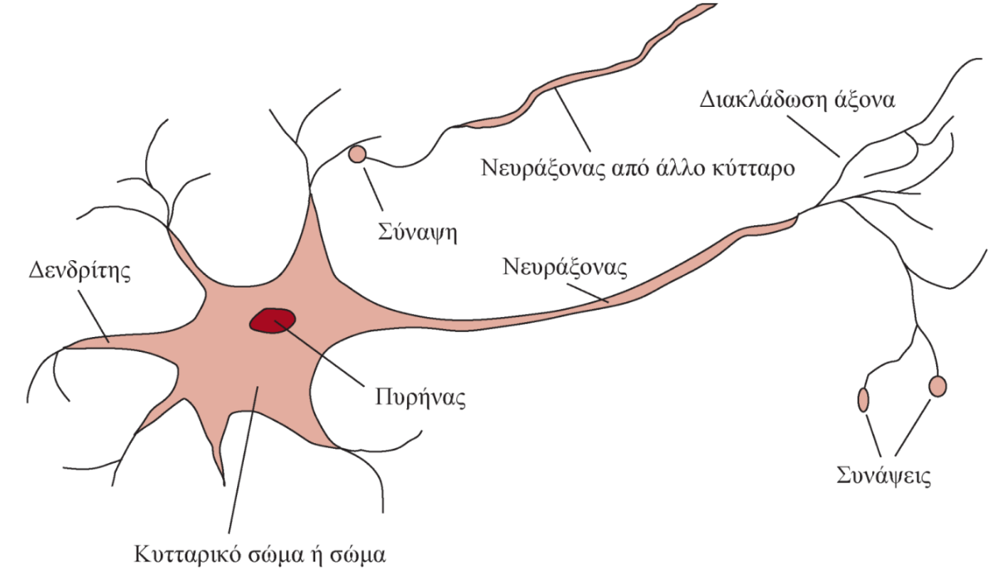 Διακλάδωση άξονα
Νευράξονας από άλλο κύτταρο
Σύναψη
Νευράξονας
Δενδρίτης
Πυρήνας
Συνάψεις
Κυτταρικό σώμα ή σώμα